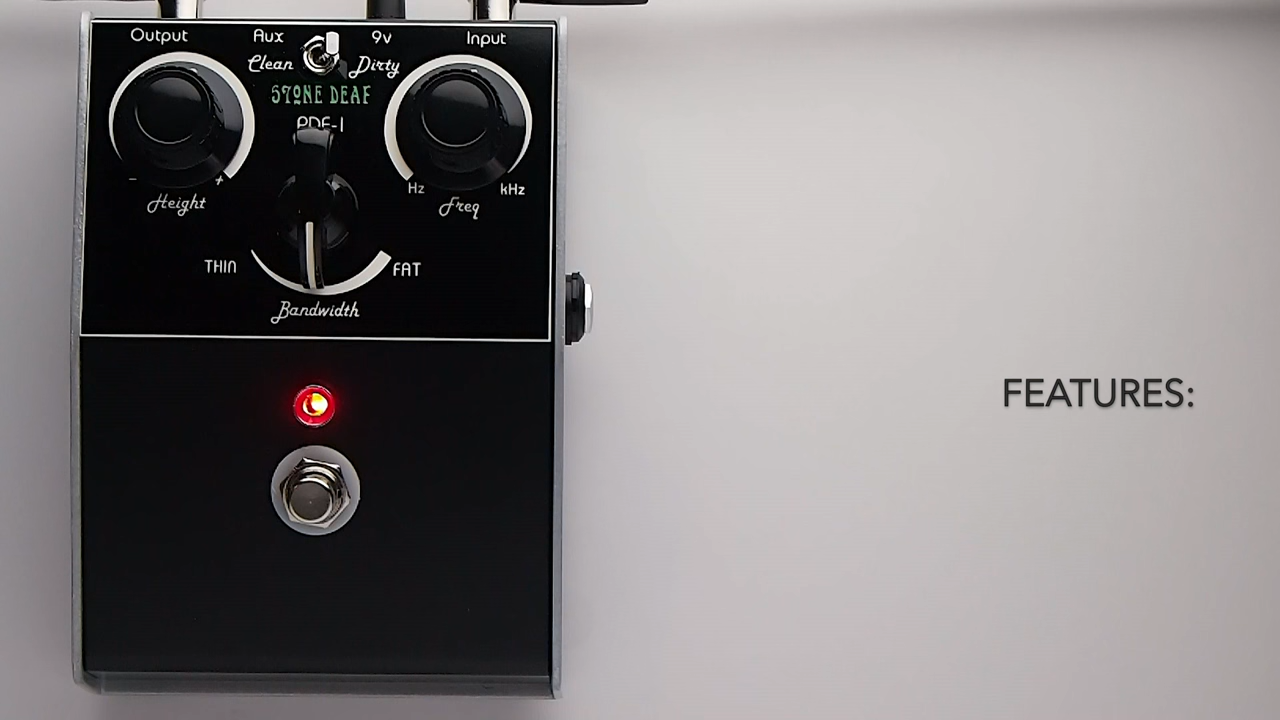 Output Aux 9v Input
Clean Dirty
STONE DEAF
PDF-1
- +
Height
Hz kHz
Freq
THIN FAT
Bandwidth
FEATURES: